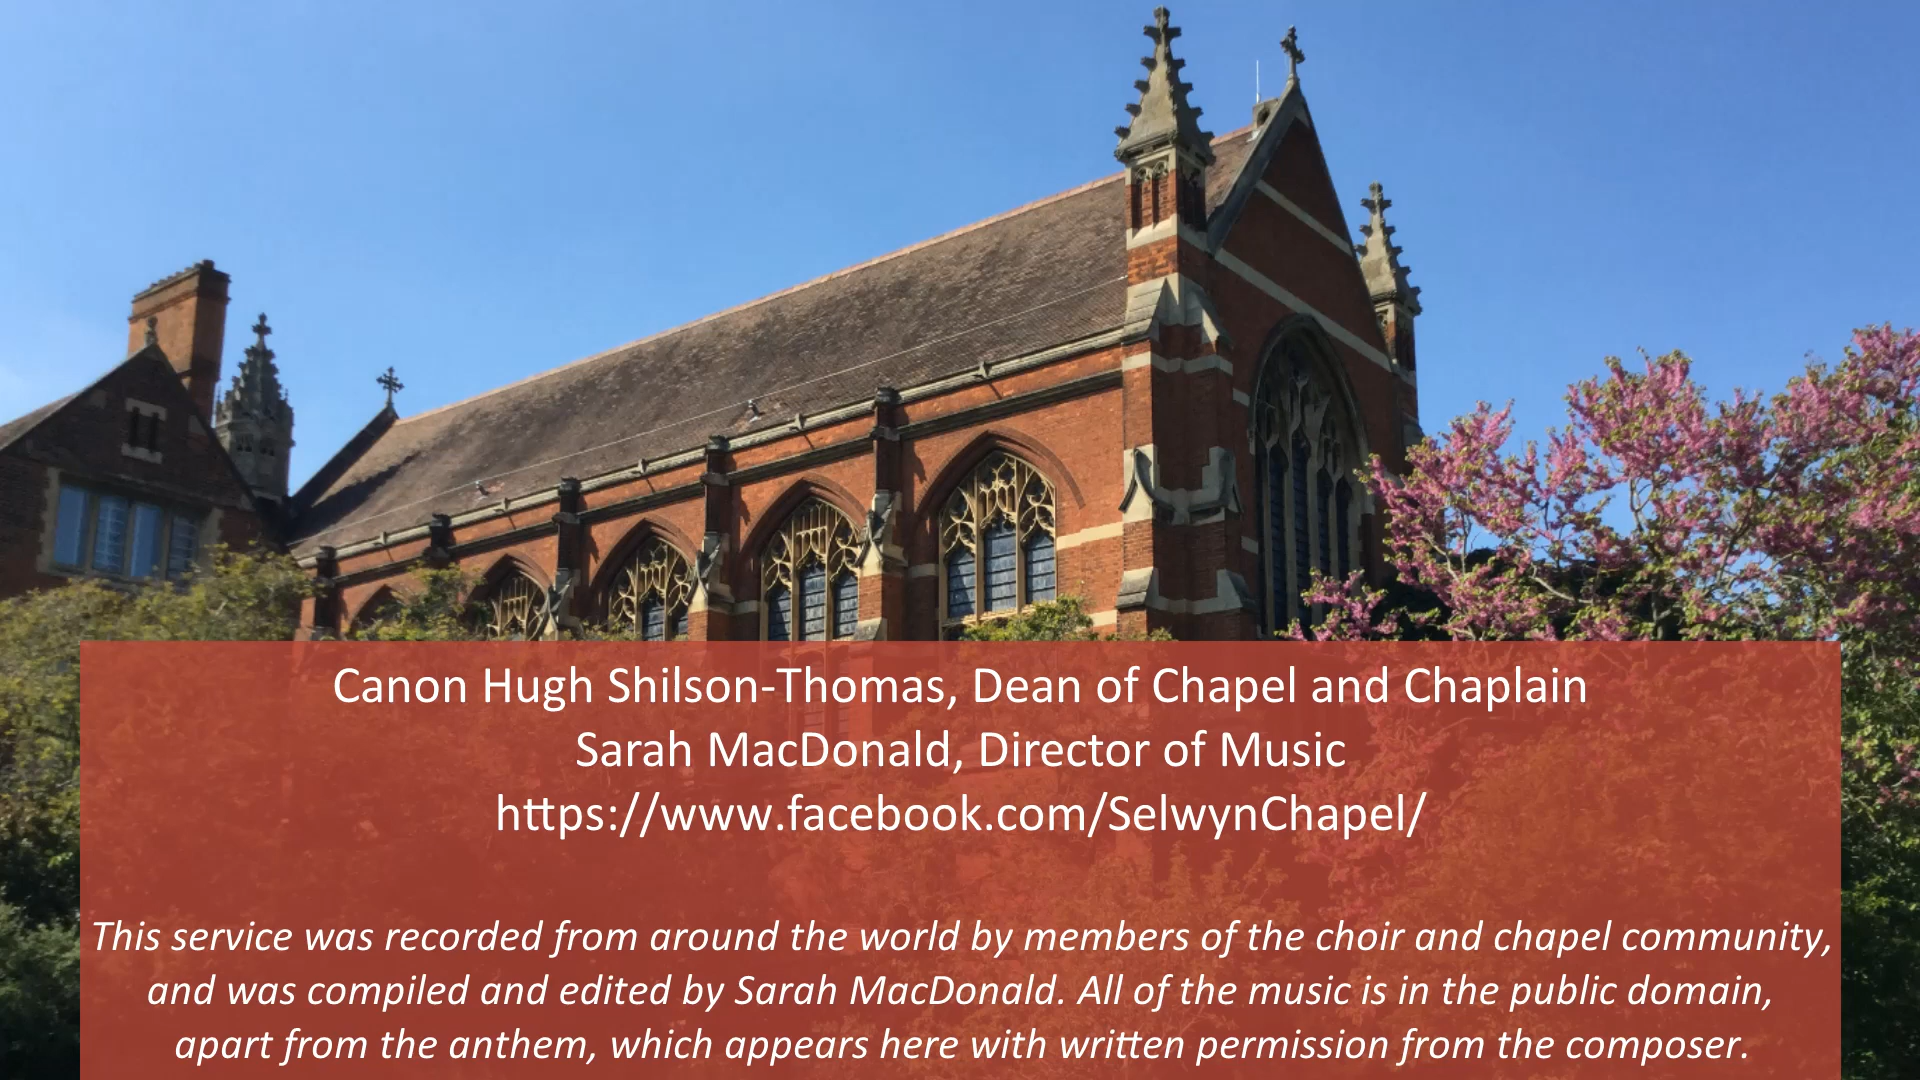 Canon Hugh Shilson-Thomas, Dean of Chapel and Chaplain
Sarah MacDonald, Director of Music
https://www.facebook.com/SelwynChapel/
This service was recorded from around the world by members of the choir and chapel community,
and was compiled and edited by Sarah MacDonald. All of the music is in the public domain,
apart from the anthem, which appears here with written permission from the composer.